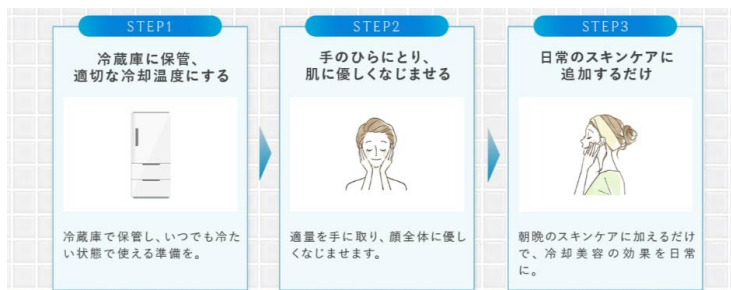 STEP1
冷蔵庫に保管、
適切な冷却温度にする
冷蔵庫で保管し、いつでも冷た
い状態で使える準備を。
STEP2
手のひらにとり、
肌に優しくなじませる
適量を手に取り、顔全体に優し
くなじませます。
STEP3
日常のスキンケアに
追加するだけ
朝晩のスキンケアに加えるだけ
で、冷却美容の効果を日常
に。